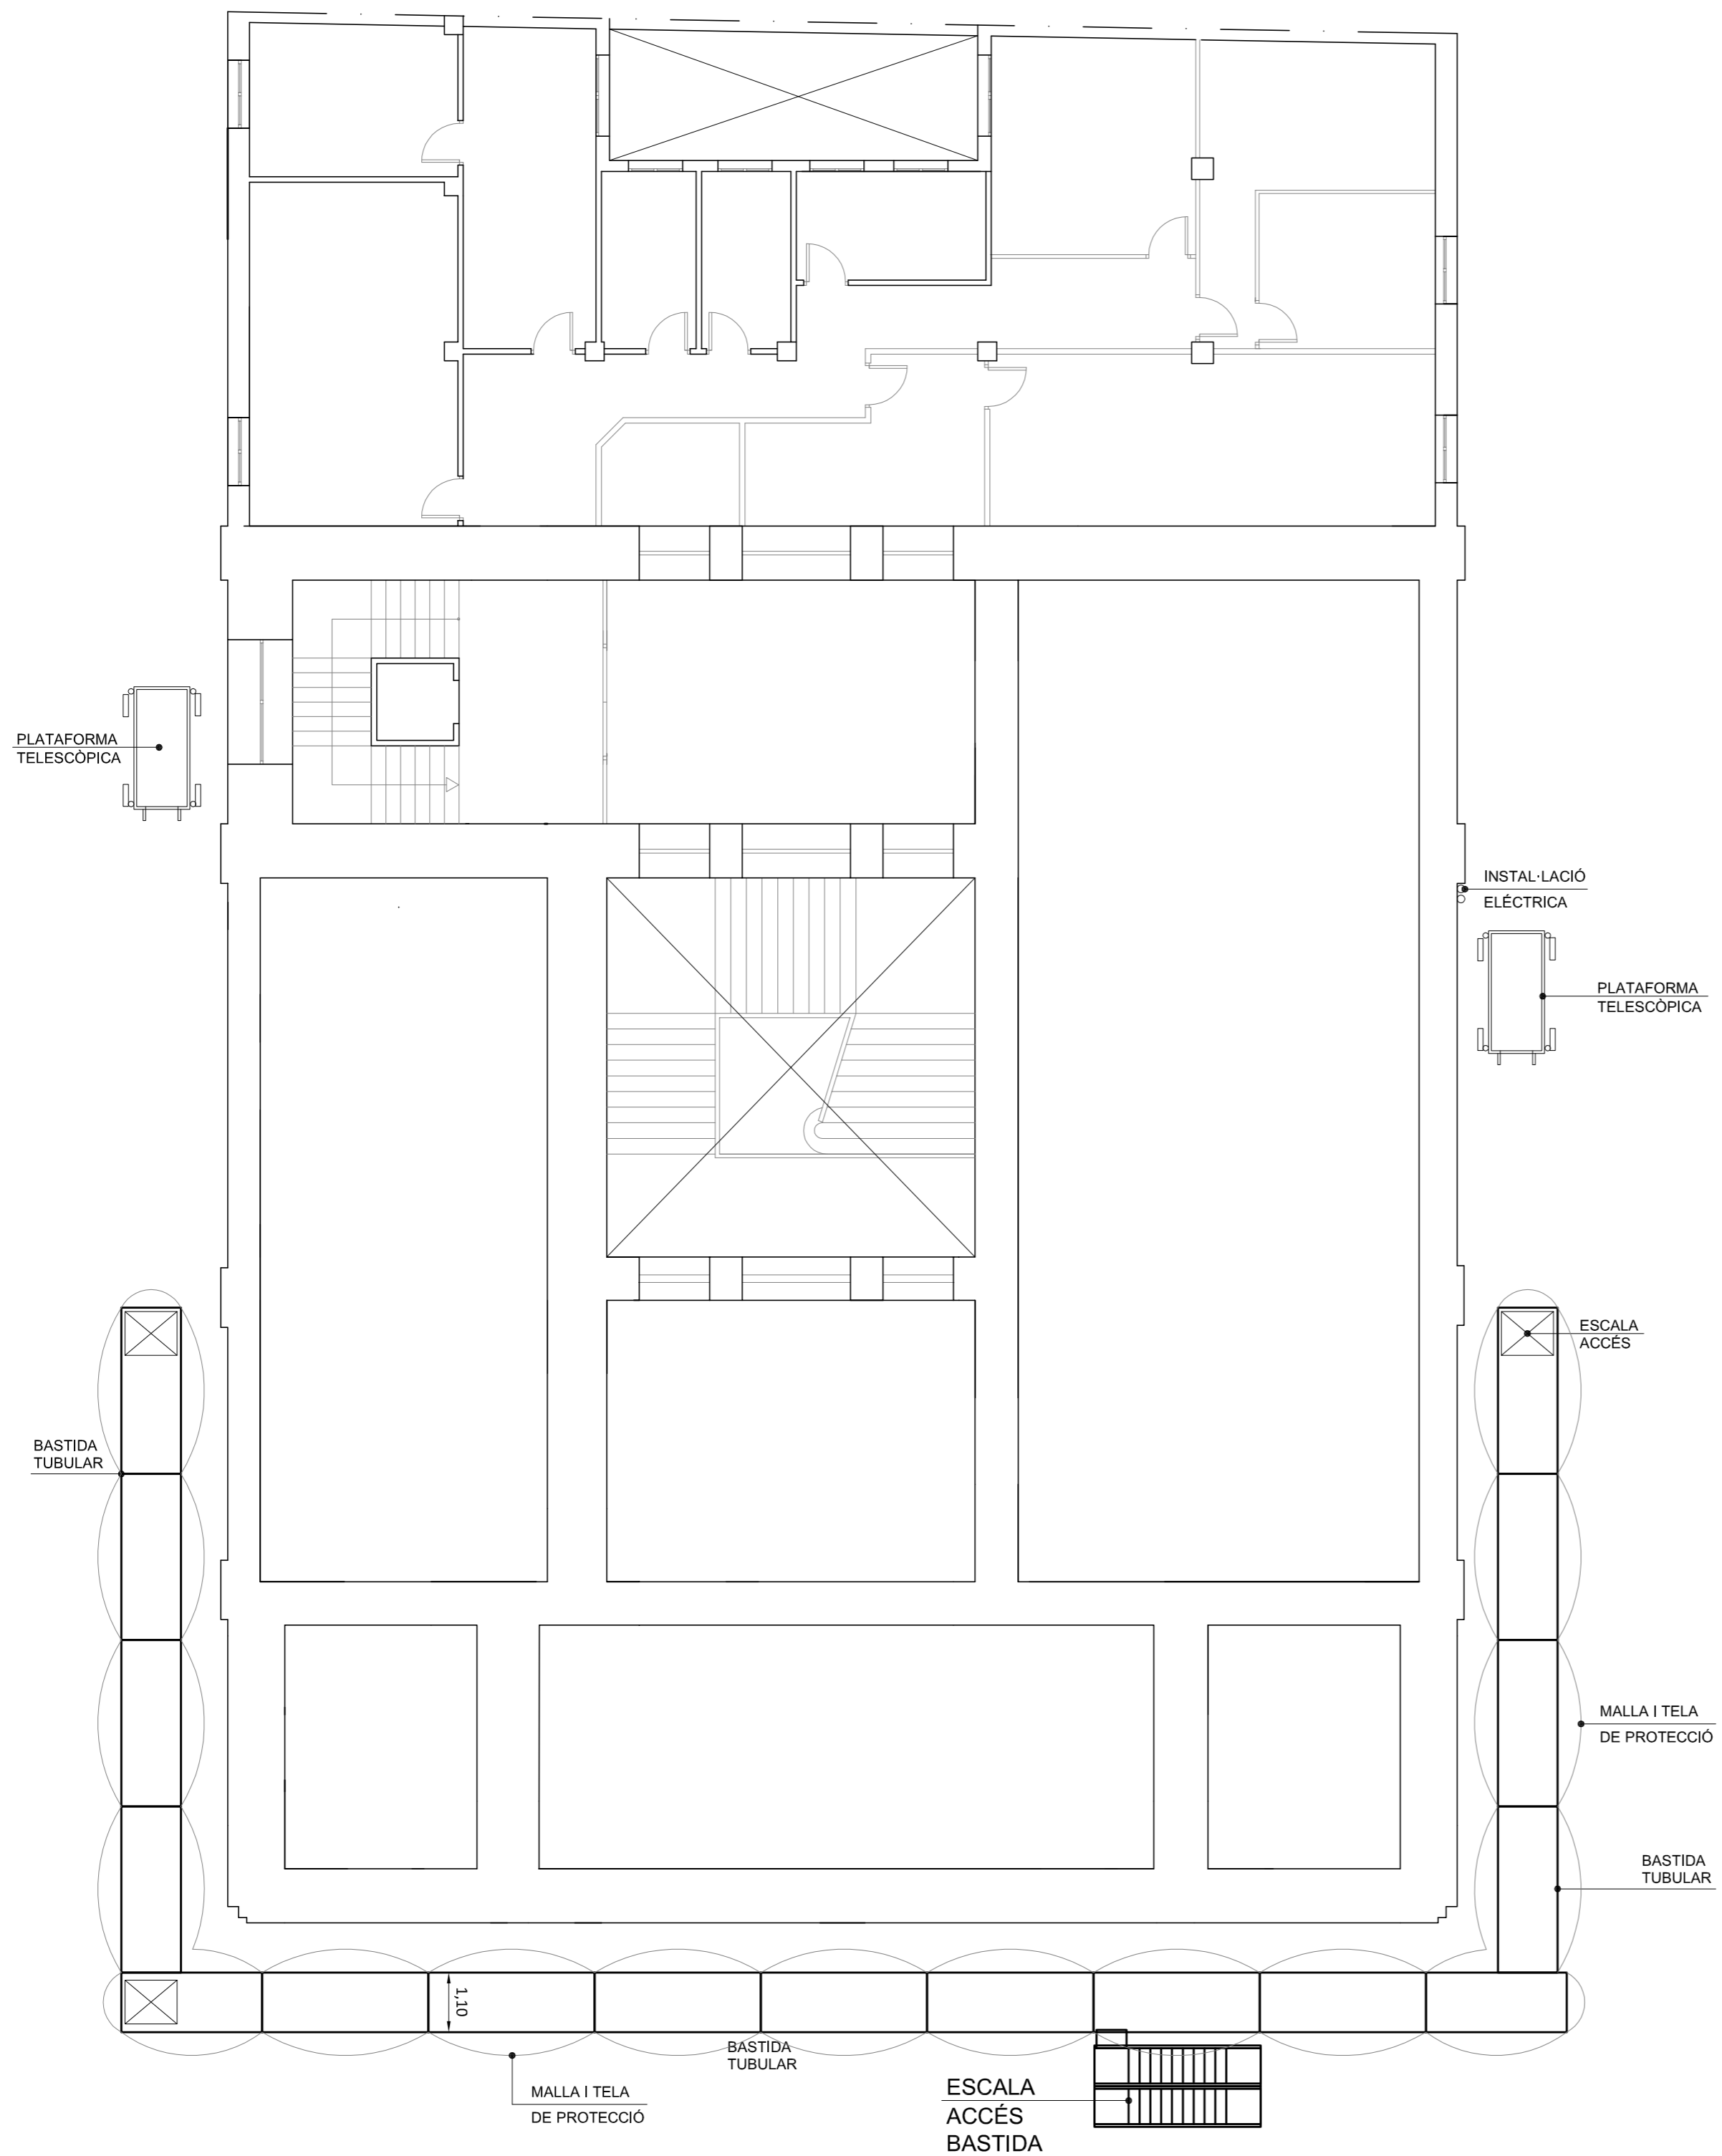 PLATAFORMA
TELESCÒPICA
INSTAL·LACIÓ
ELÉCTRICA
PLATAFORMA
TELESCÒPICA
ESCALA
ACCÉS
BASTIDA
TUBULAR
MALLA I TELA
DE PROTECCIÓ
BASTIDA
TUBULAR
1,10
BASTIDA
TUBULAR
MALLA I TELA
DE PROTECCIÓ
ESCALA
ACCÉS
BASTIDA